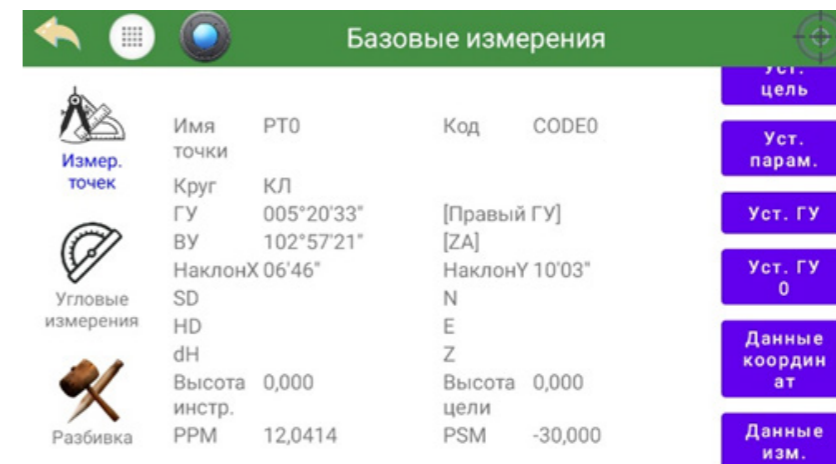 Базовые измерения
Измер.
точек
Угловые
измерения
Разбивка
Имя точки PT0 Код CODE0
Круг КЛ
ГУ 005°20'33" [Правый ГУ]
ВУ 102°57'21" [ZA]
НаклонX 06'46" НаклонY 10'03"
SD N
HD E
dH Z
Высота инстр. 0,000 Высота цели 0,000
PPM 12,0414 PSM -30,000
Уст.
цель
Уст.
парам.
Уст. ГУ
Уст. ГУ
0
Данные
координ
ат
Данные
изм.